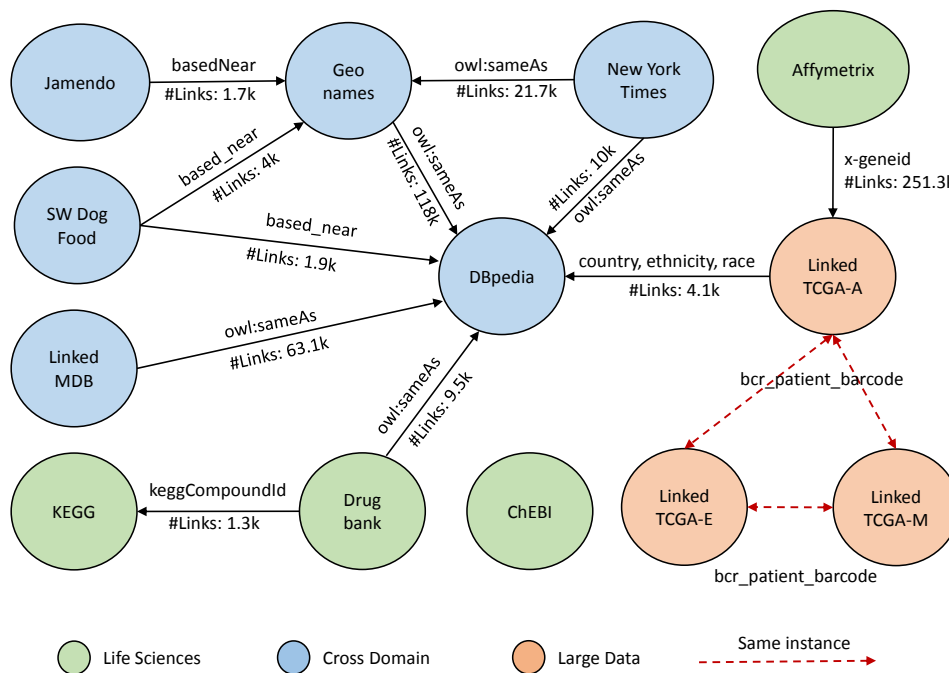 Jamendo
basedNear
#Links: 1.7k
Geo
names
owl:sameAs
#Links: 21.7k
New York
Times
Affymetrix
x-geneid
#Links: 251.3k
based_near
#Links: 4k
owl:sameAs
#Links: 118k
#Links: 10k
owl:sameAs
SW Dog
Food
based_near
#Links: 1.9k
DBpedia
country, ethnicity, race
#Links: 4.1k
Linked
TCGA-A
Linked
MDB
owl:sameAs
#Links: 63.1k
owl:sameAs
#Links: 9.5k
bcr_patient_barcode
KEGG
keggCompoundId
#Links: 1.3k
Drug
bank
ChEBI
Linked
TCGA-E
Linked
TCGA-M
bcr_patient_barcode
Life Sciences
Cross Domain
Large Data
Same instance